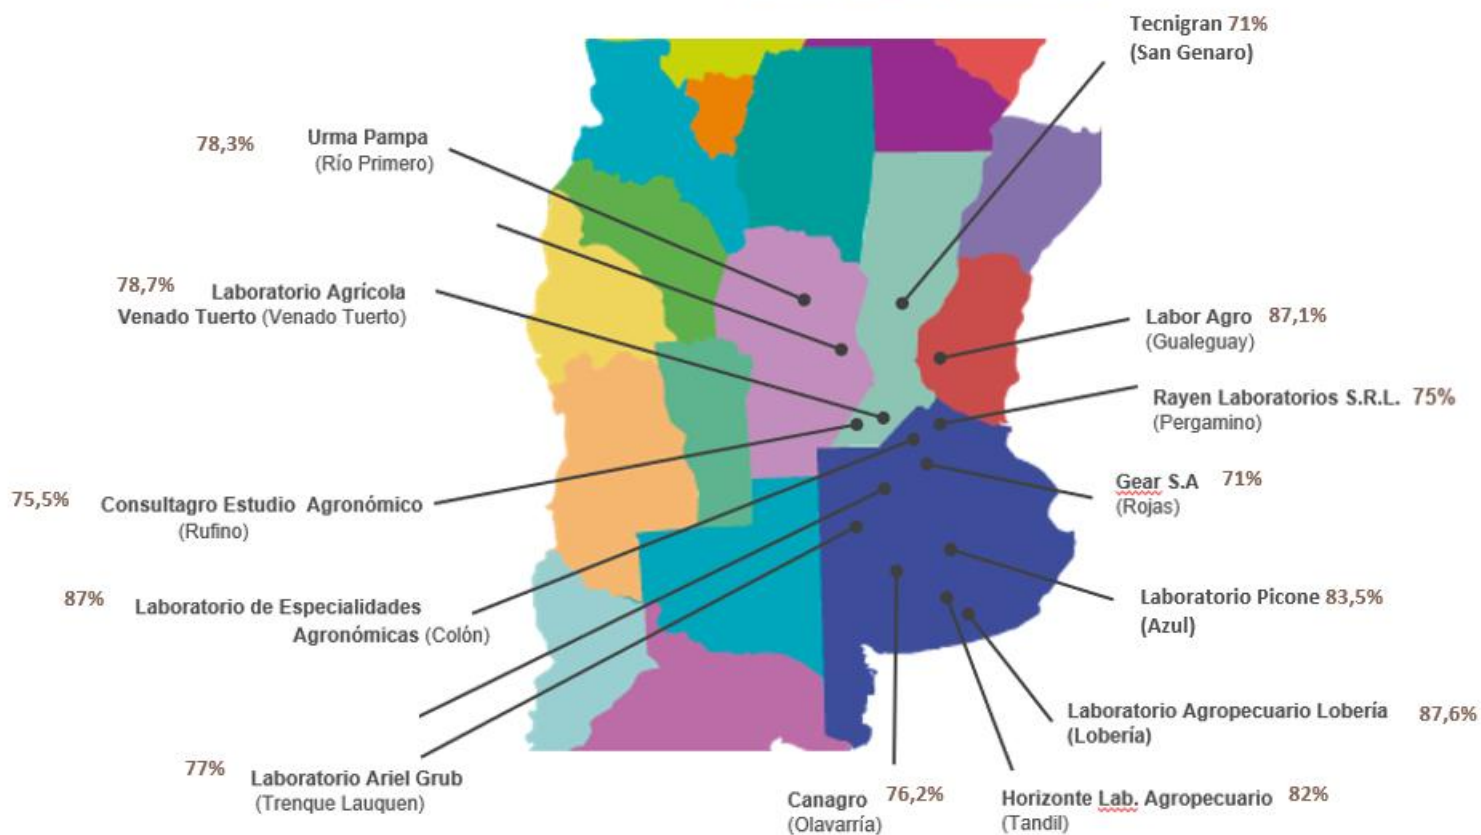 Tecnigran 71%
(San Genaro)
78,3% Urma Pampa
(Río Primero)
78,7% Laboratorio Agrícola
Venado Tuerto (Venado Tuerto)
Labor Agro 87,1%
(Gualeguay)
Rayen Laboratorios S.R.L. 75%
(Pergamino)
Gear S.A 71%
(Rojas)
75,5% Consultagro Estudio Agronómico
(Rufino)
87% Laboratorio de Especialidades
Agronómicas (Colón)
Laboratorio Picone 83,5%
(Azul)
Laboratorio Agropecuario Lobería 87,6%
(Lobería)
77% Laboratorio Ariel Grub
(Trenque Lauquen)
Canagro 76,2%
(Olavarría)
Horizonte Lab. Agropecuario 82%
(Tandil)